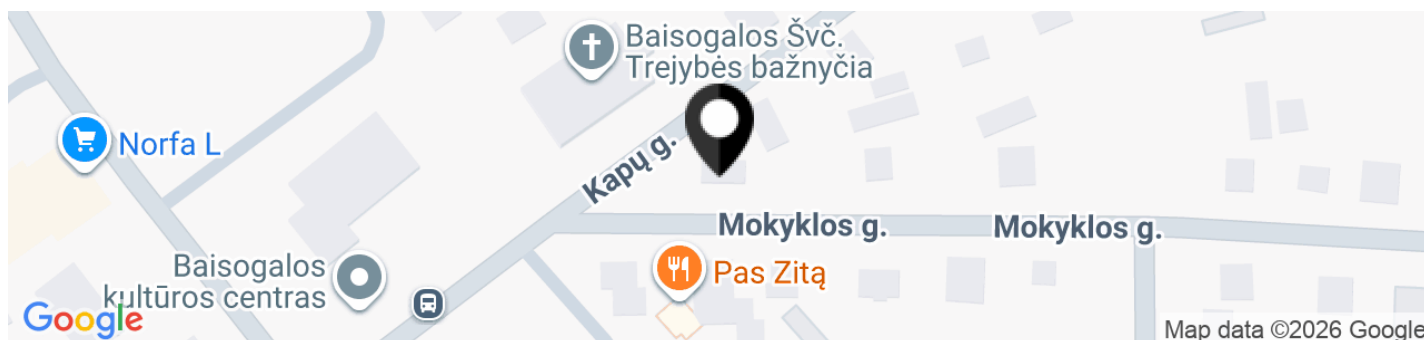 Baisogalos Švč.
Trejybės bažnyčia
Norfa L
Kapų g.
Mokyklos g.
Mokyklos g.
Baisogalos
kultūros centras
Pas Zitą
Google
Map data ©2026 Google